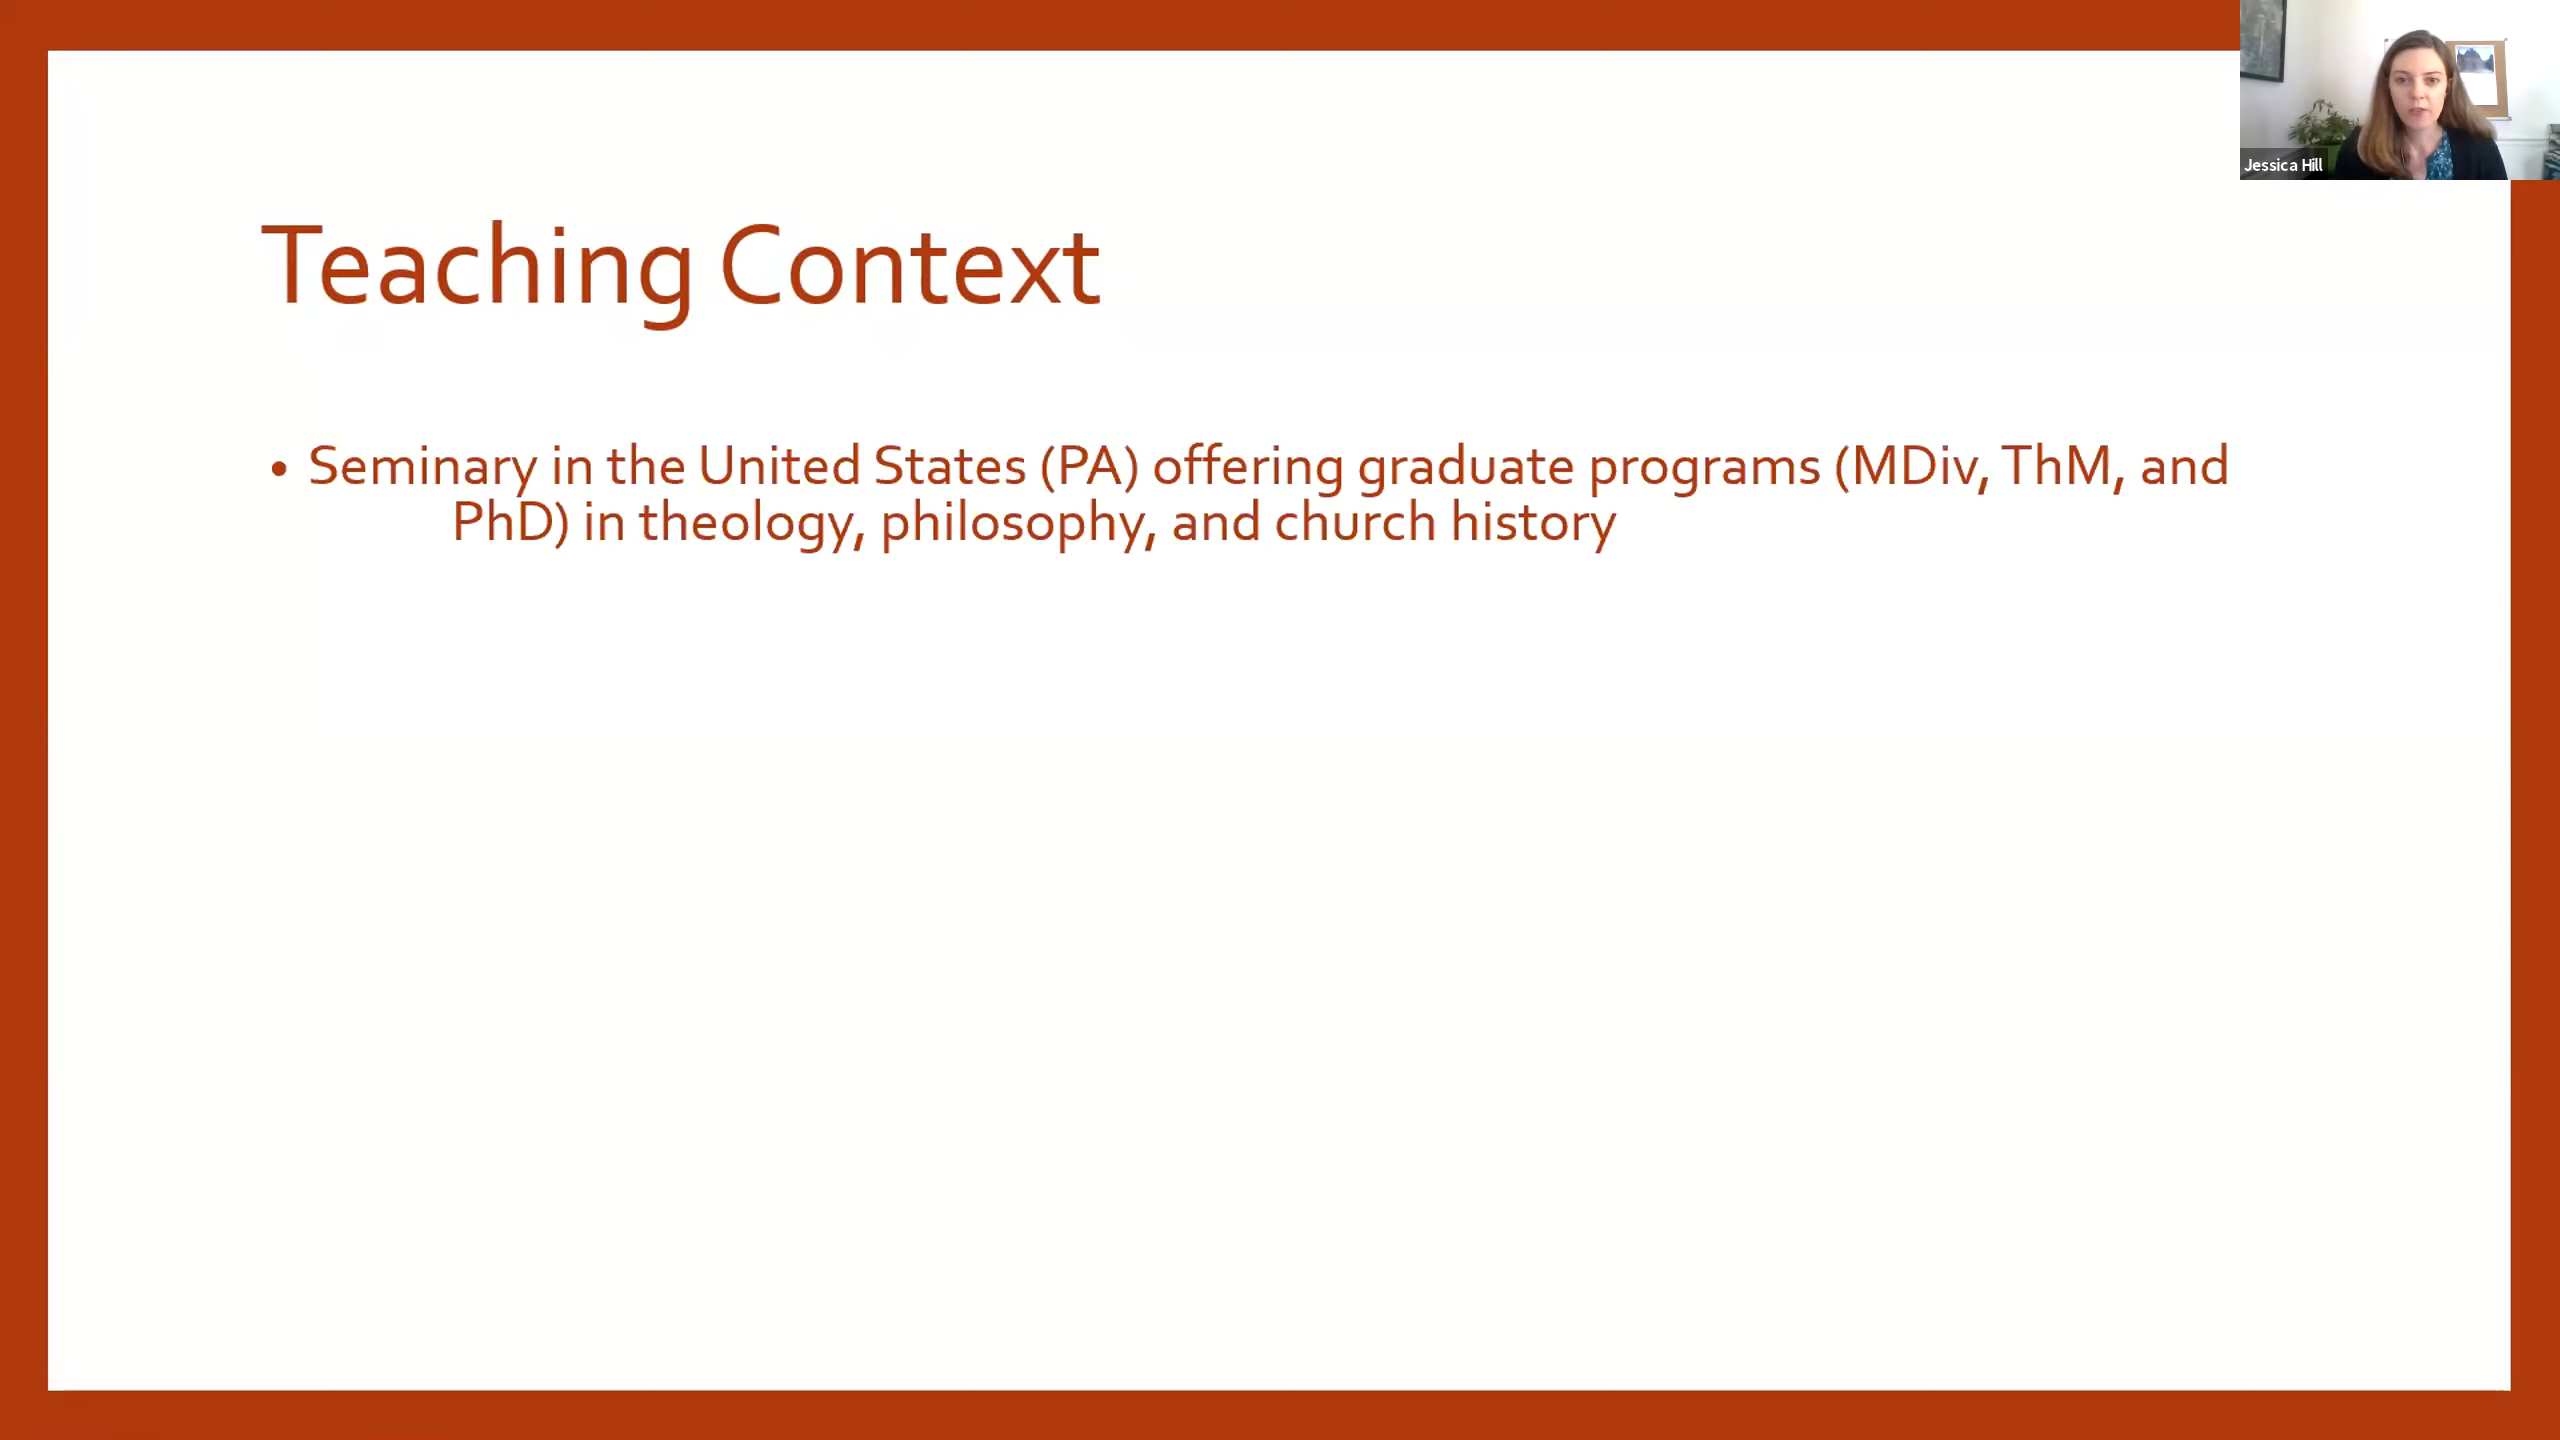 Jessica Hill
Teaching Context
• Seminary in the United States (PA) offering graduate programs (MDiv, ThM, and
PhD) in theology, philosophy, and church history